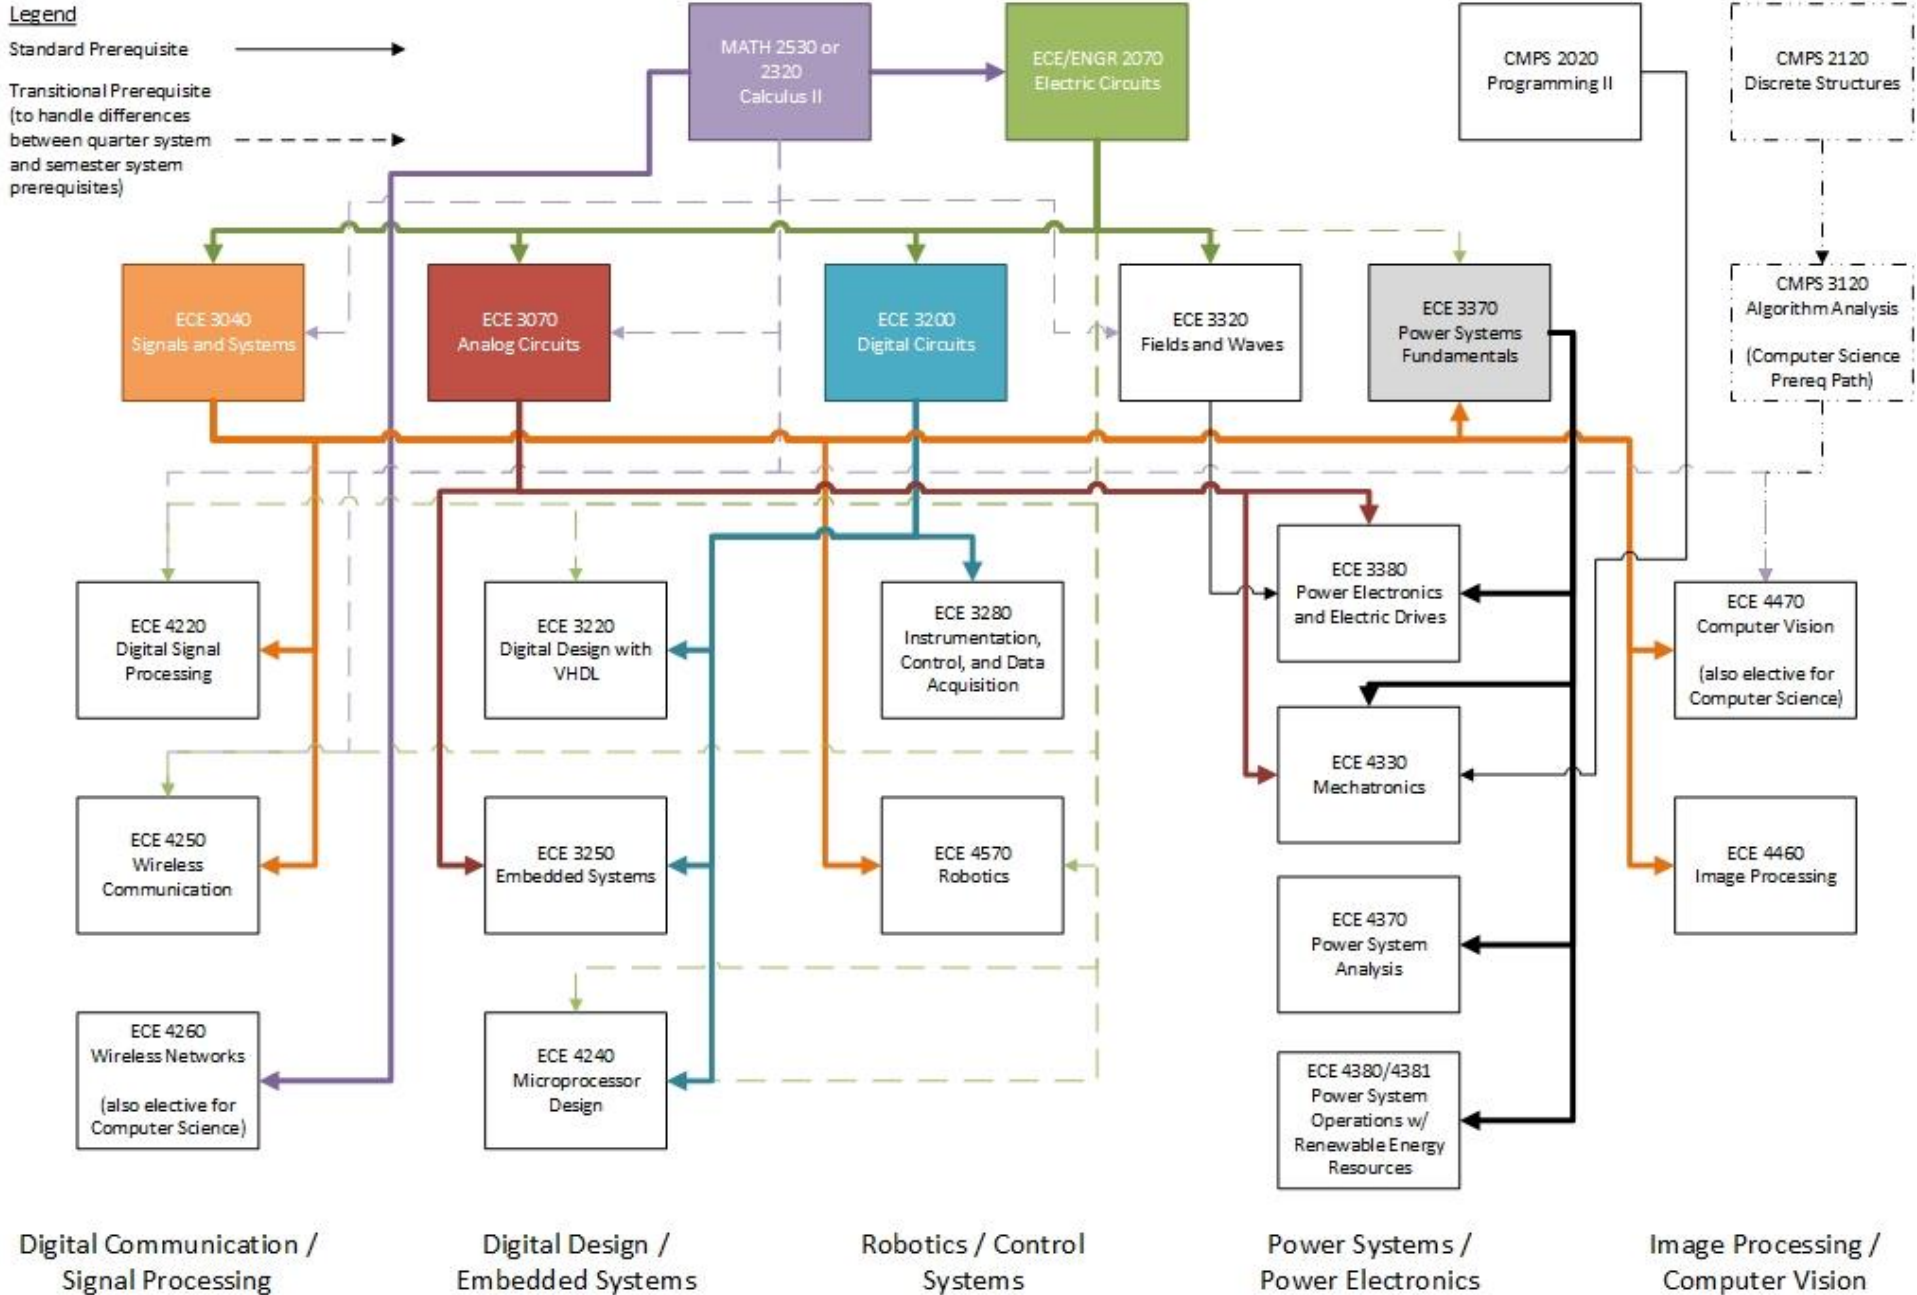 Legend
Standard Prerequisite
Transitional Prerequisite
(to handle differences
between quarter system
and semester system
prerequisites)
MATH 2530 or
2320
Calculus II
ECE/ENGR 2070
Electric Circuits
CMPS 2020
Programming II
CMPS 2120
Discrete Structures
ECE 3040
Signals and Systems
ECE 3070
Analog Circuits
ECE 3200
Digital Circuits
ECE 3320
Fields and Waves
ECE 3370
Power Systems
Fundamentals
CMPS 3120
Algorithm Analysis
(Computer Science
Prereq Path)
ECE 4220
Digital Signal
Processing
ECE 3220
Digital Design with
VHDL
ECE 3280
Instrumentation,
Control, and Data
Acquisition
ECE 3380
Power Electronics
and Electric Drives
ECE 4470
Computer Vision
(also elective for
Computer Science)
ECE 4330
Mechatronics
ECE 4250
Wireless
Communication
ECE 3250
Embedded Systems
ECE 4570
Robotics
ECE 4370
Power System
Analysis
ECE 4460
Image Processing
ECE 4260
Wireless Networks
(also elective for
Computer Science)
ECE 4240
Microprocessor
Design
ECE 4380/4381
Power System
Operations w/
Renewable Energy
Resources
Digital Communication /
Signal Processing
Digital Design /
Embedded Systems
Robotics / Control
Systems
Power Systems /
Power Electronics
Image Processing /
Computer Vision